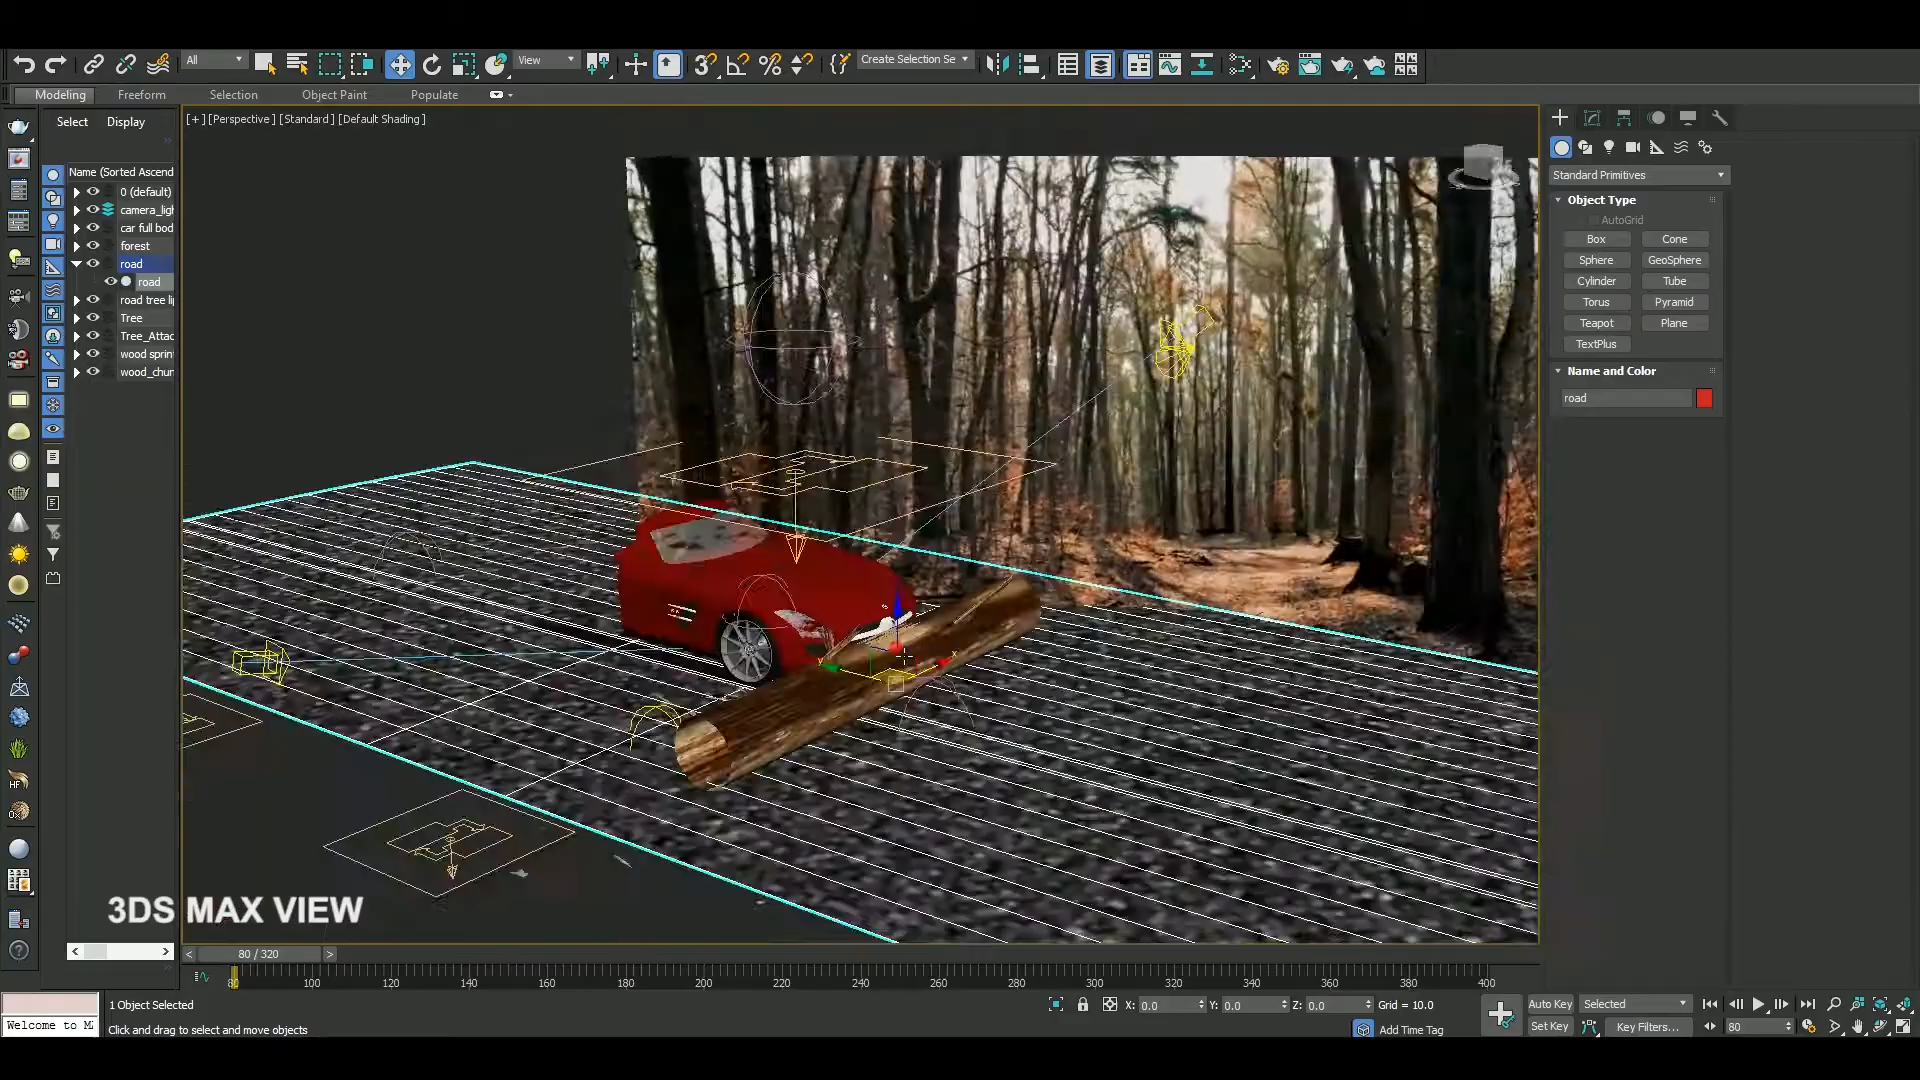 All
View
Create Selection Se
Modeling
Freeform
Selection
Object Paint
Populate
Select
Display
[+] [Perspective ] [Standard ] [Default Shading ]
Name (Sorted Ascend
0 (default)
camera_ligh
car full bod
forest
road
road
road tree li
Tree
Tree_Attac
wood sprin
wood_chur
Standard Primitives
Object Type
AutoGrid
Box
Cone
Sphere
GeoSphere
Cylinder
Tube
Torus
Pyramid
Teapot
Plane
TextPlus
Name and Color
road
x
y
3DS MAX VIEW
80 / 320
80 100 120 140 160 180 200 220 240 260 280 300 320 340 360 380 400
1 Object Selected
X: 0.0
Y: 0.0
Z: 0.0
Grid = 10.0
Auto Key
Selected
Welcome to M
Click and drag to select and move objects
Add Time Tag
Set Key
Key Filters...
80